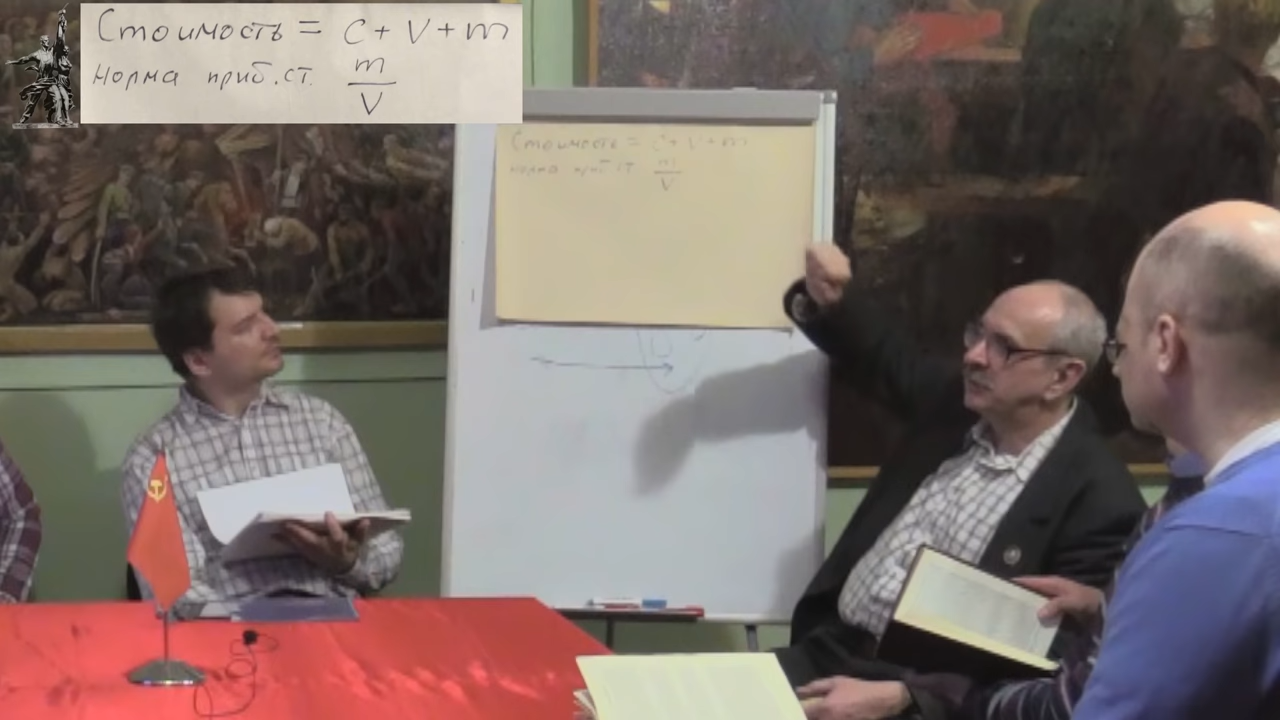 Стоимость = c + v + m
норма приб. ст. m/v
Стоимость = c + v + m
норма приб. ст. m/v